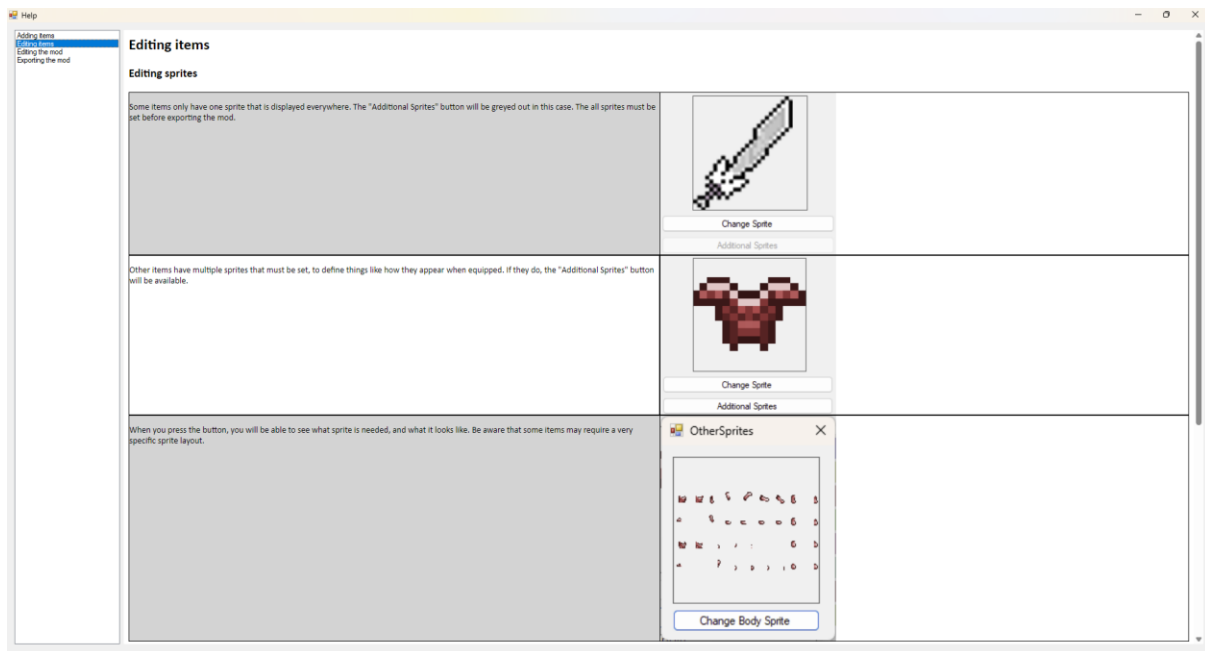 Help
Adding items
Editing items
Editing the mod
Exporting the mod
Editing items
Editing sprites
Some items only have one sprite that is displayed everywhere. The "Additional Sprites" button will be greyed out in this case. The all sprites must be
set before exporting the mod.
Change Sprite
Additional Sprites
Other items have multiple sprites that must be set, to define things like how they appear when equipped. If they do, the "Additional Sprites" button
will be available.
Change Sprite
Additional Sprites
When you press the button, you will be able to see what sprite is needed, and what it looks like. Be aware that some items may require a very
specific sprite layout.
OtherSprites
Change Body Sprite